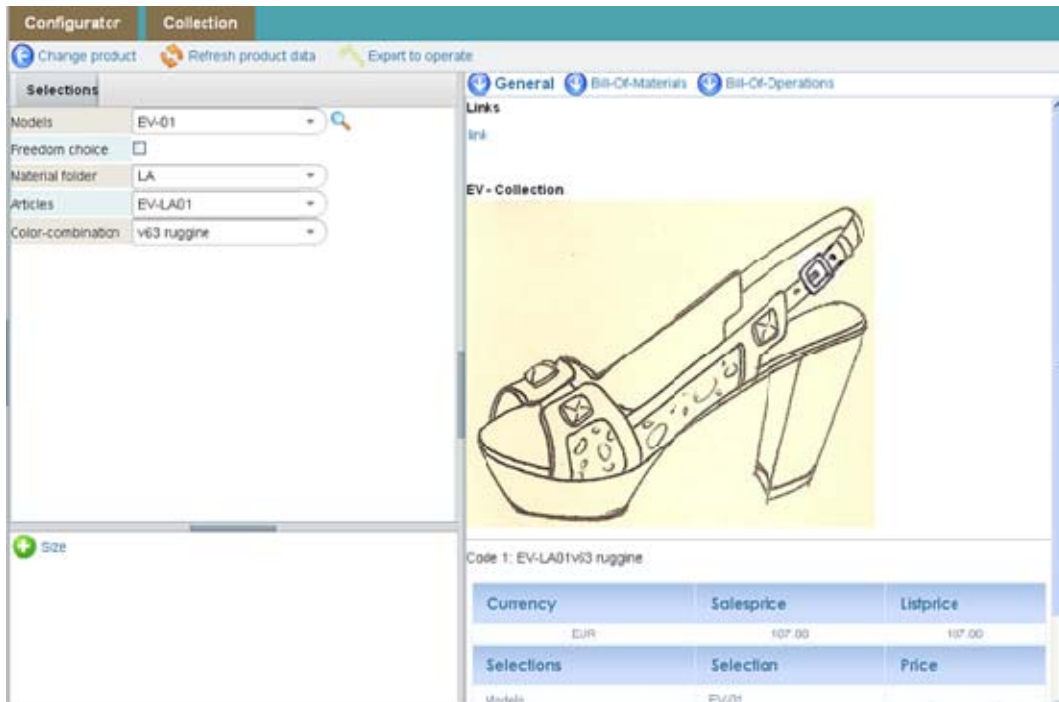 Configurator Collection
Change product Refresh product data Export to operate
Selections
Models EV-01
Freedom choice
Material folder LA
Articles EV-LA01
Color-combination v63 ruggine
Size
General Bill-Of-Materials Bill-Of-Operations
Links
link
EV - Collection
Code 1: EV-LA01v63 ruggine
Currency Salesprice Listprice
EUR 107.00 107.00
Selections Selection Price
Models EV-01